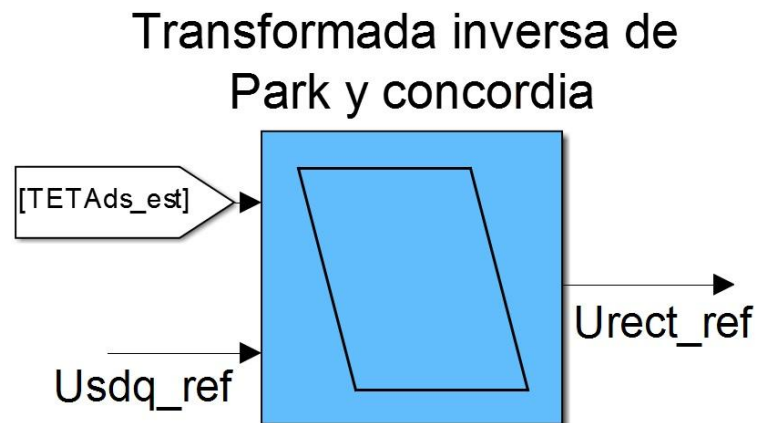 Transformada inversa de
Park y concordia
[TETAds_est]
Urect_ref
Usdq_ref